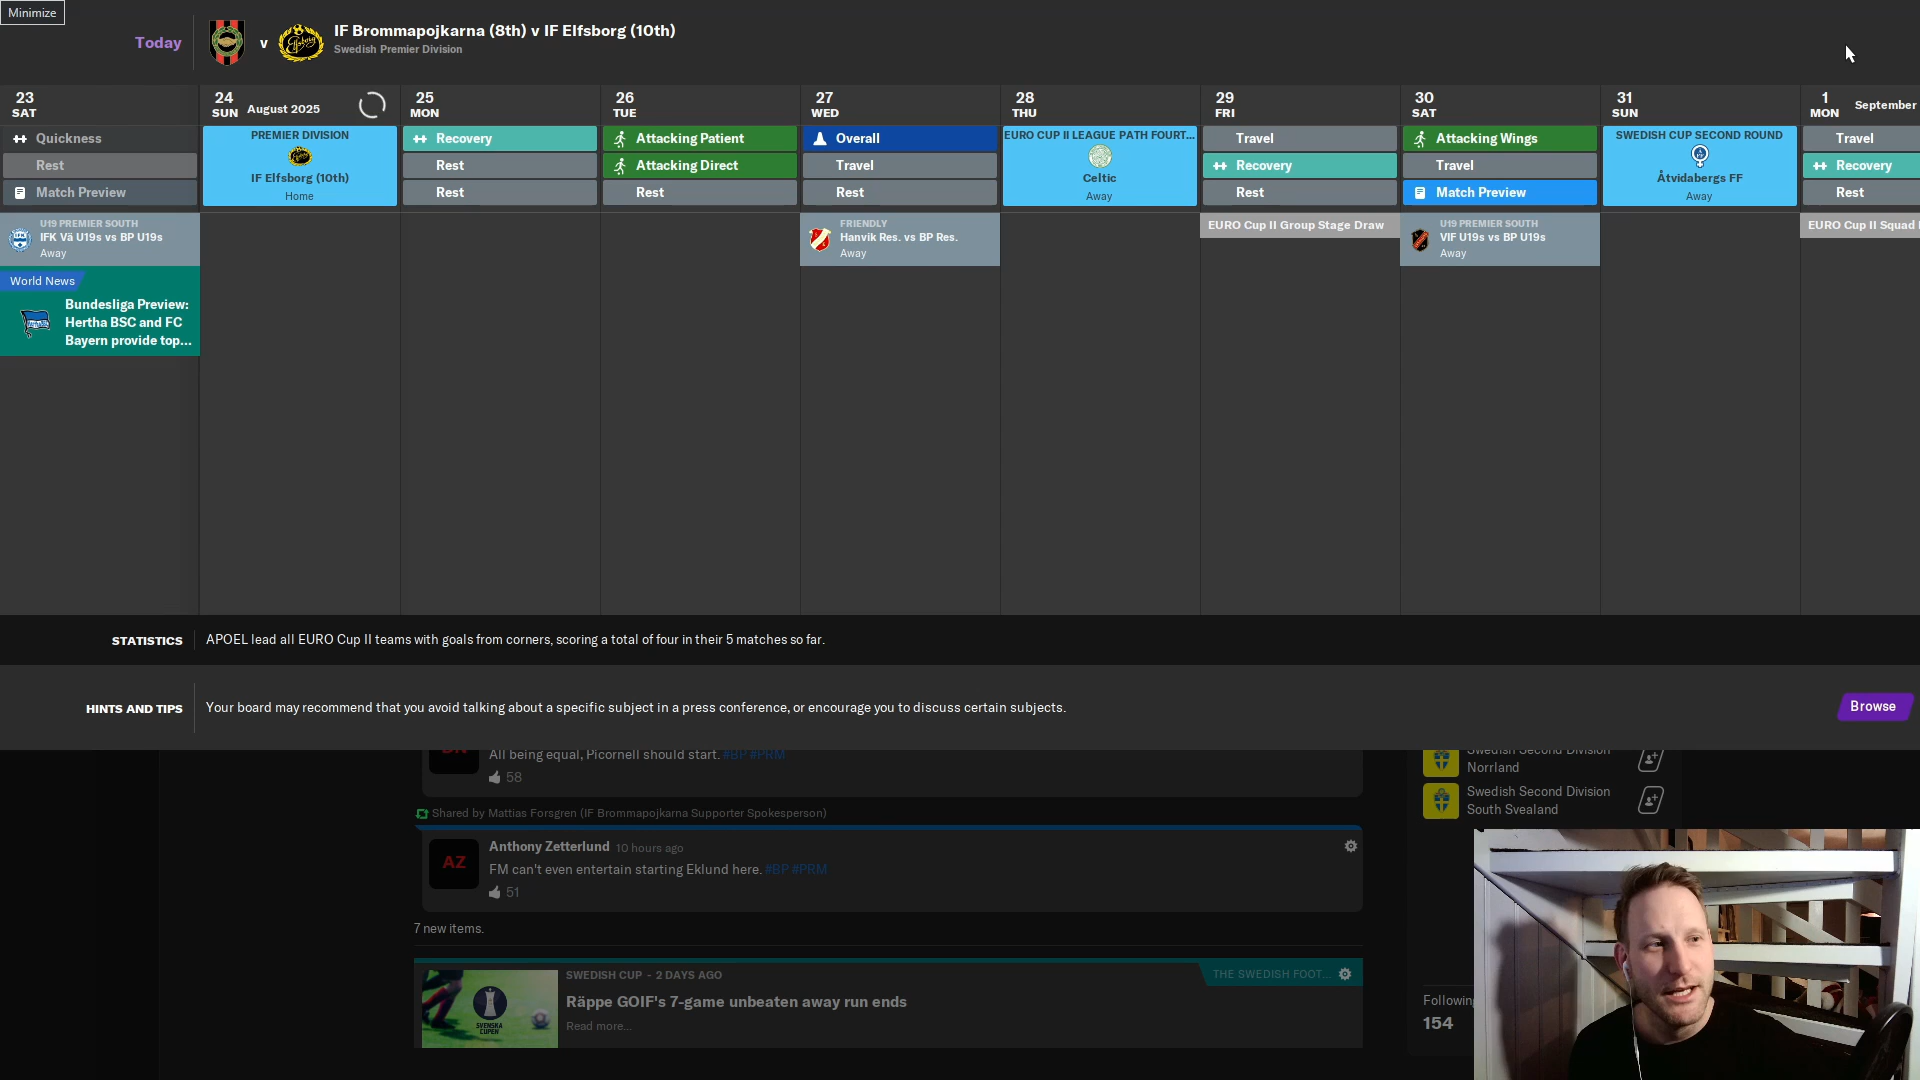 Minimize
Today
v
IF Brommapojkarna (8th) v IF Elfsborg (10th)
Swedish Premier Division
23
SAT
24
SUN
August 2025
25
MON
26
TUE
27
WED
28
THU
29
FRI
30
SAT
31
SUN
1
MON
September
Quickness
Rest
Match Preview
PREMIER DIVISION
IF Elfsborg (10th)
Home
Recovery
Rest
Rest
Attacking Patient
Attacking Direct
Rest
Overall
Travel
Rest
EURO CUP II LEAGUE PATH FOURT...
Celtic
Away
Travel
Recovery
Rest
Attacking Wings
Travel
Match Preview
SWEDISH CUP SECOND ROUND
Åtvidabergs FF
Away
Travel
Recovery
Rest
U19 PREMIER SOUTH
IFK Vä U19s vs BP U19s
Away
FRIENDLY
Hanvik Res. vs BP Res.
Away
EURO Cup II Group Stage Draw
U19 PREMIER SOUTH
VIF U19s vs BP U19s
Away
EURO Cup II Squad
World News
Bundesliga Preview:
Hertha BSC and FC
Bayern provide top...
STATISTICS
APOEL lead all EURO Cup II teams with goals from corners, scoring a total of four in their 5 matches so far.
HINTS AND TIPS
Your board may recommend that you avoid talking about a specific subject in a press conference, or encourage you to discuss certain subjects.
Browse
All being equal, Picornell should start. #BP #PRM
58
Shared by Mattias Forsgren (IF Brommapojkarna Supporter Spokesperson)
AZ
Anthony Zetterlund 10 hours ago
FM can't even entertain starting Eklund here. #BP #PRM
51
7 new items.
SWEDISH CUP - 2 DAYS AGO
THE SWEDISH FOOT...
Räppe GOIF's 7-game unbeaten away run ends
Read more...
SVENSKA
CUPEN
Swedish Second Division
Norrland
Swedish Second Division
South Svealand
Following
154